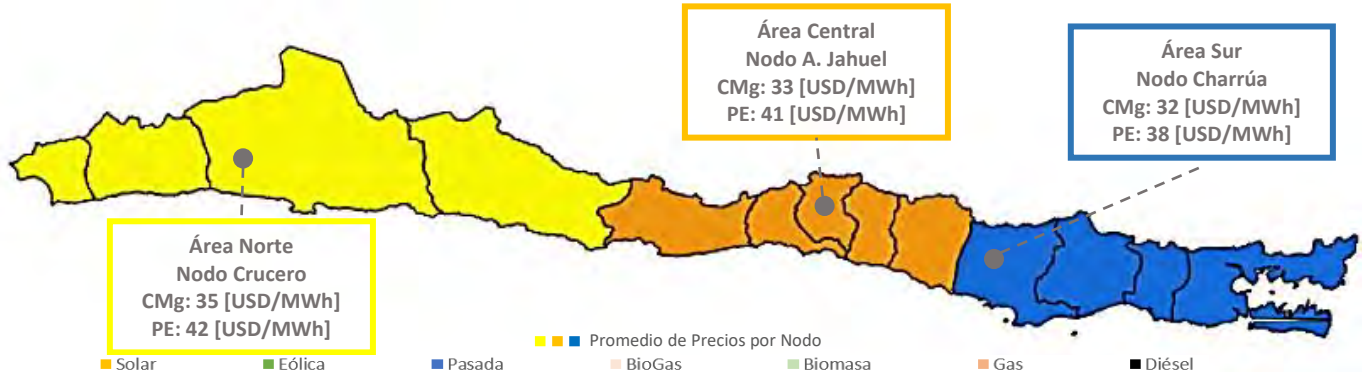 Área Central
Nodo A. Jahuel
CMg: 33 [USD/MWh]
PE: 41 [USD/MWh]
Área Sur
Nodo Charrúa
CMg: 32 [USD/MWh]
PE: 38 [USD/MWh]
Área Norte
Nodo Crucero
CMg: 35 [USD/MWh]
PE: 42 [USD/MWh]
Promedio de Precios por Nodo
Solar Eólica Pasada BioGas Biomasa Gas Diésel